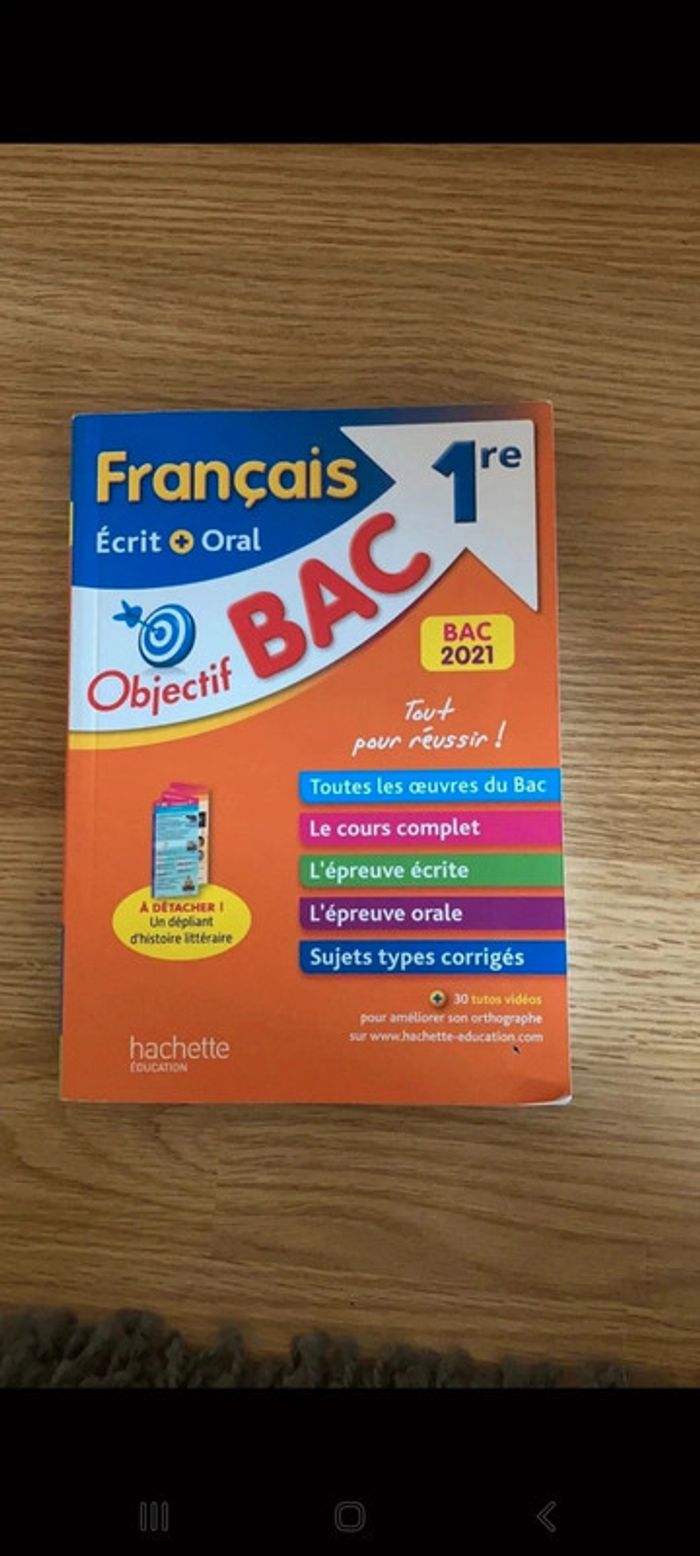 Français
1re
Écrit + Oral
Objectif BAC
BAC
2021
Tout
pour réussir !
Toutes les œuvres du Bac
Le cours complet
L'épreuve écrite
L'épreuve orale
Sujets types corrigés
À DÉTACHER !
Un dépliant
d'histoire littéraire
+ 30 tutos vidéos
pour améliorer son orthographe
sur www.hachette-education.com
hachette
ÉDUCATION